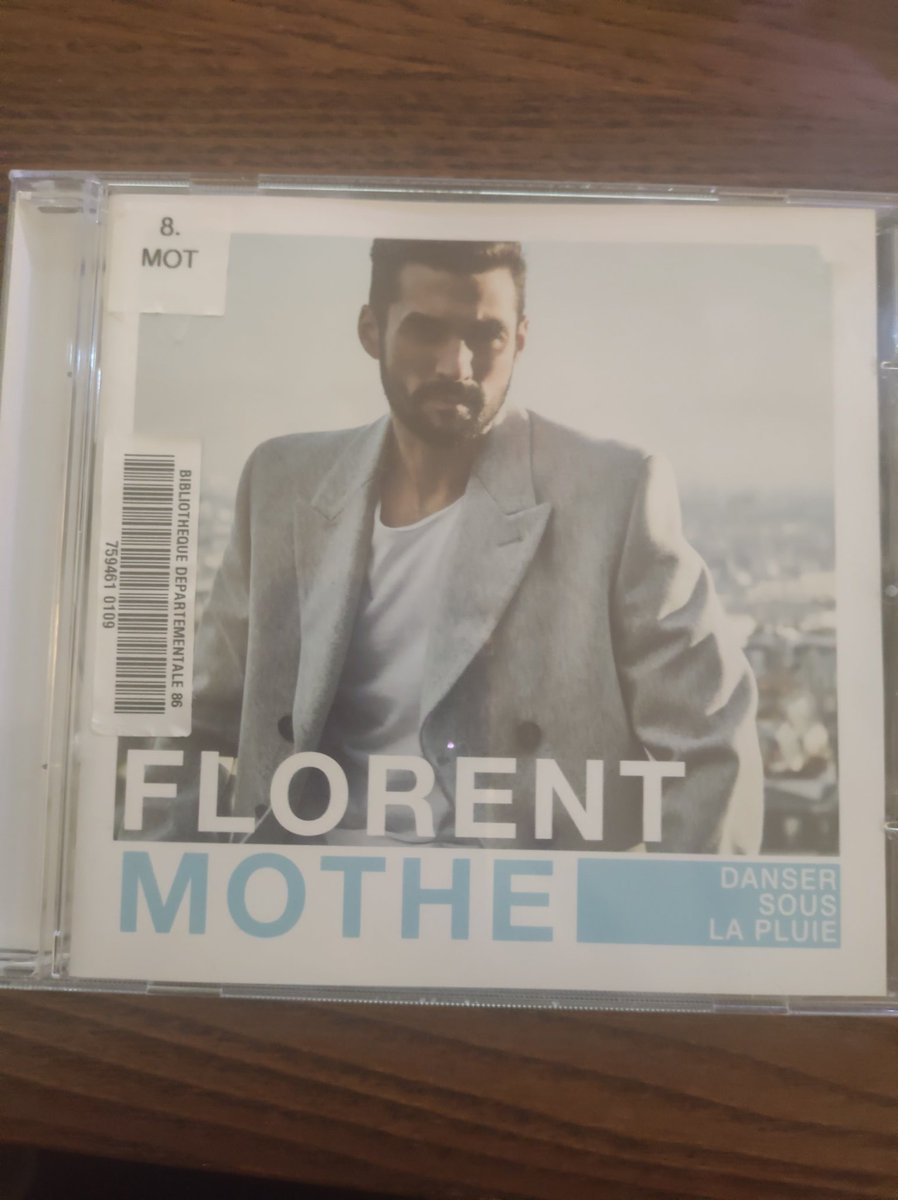 8.
MOT
BIBLIOTHEQUE DEPARTEMENTALE 86
759461 0109
FLORENT
MOTHE
DANSER
SOUS
LA PLUIE